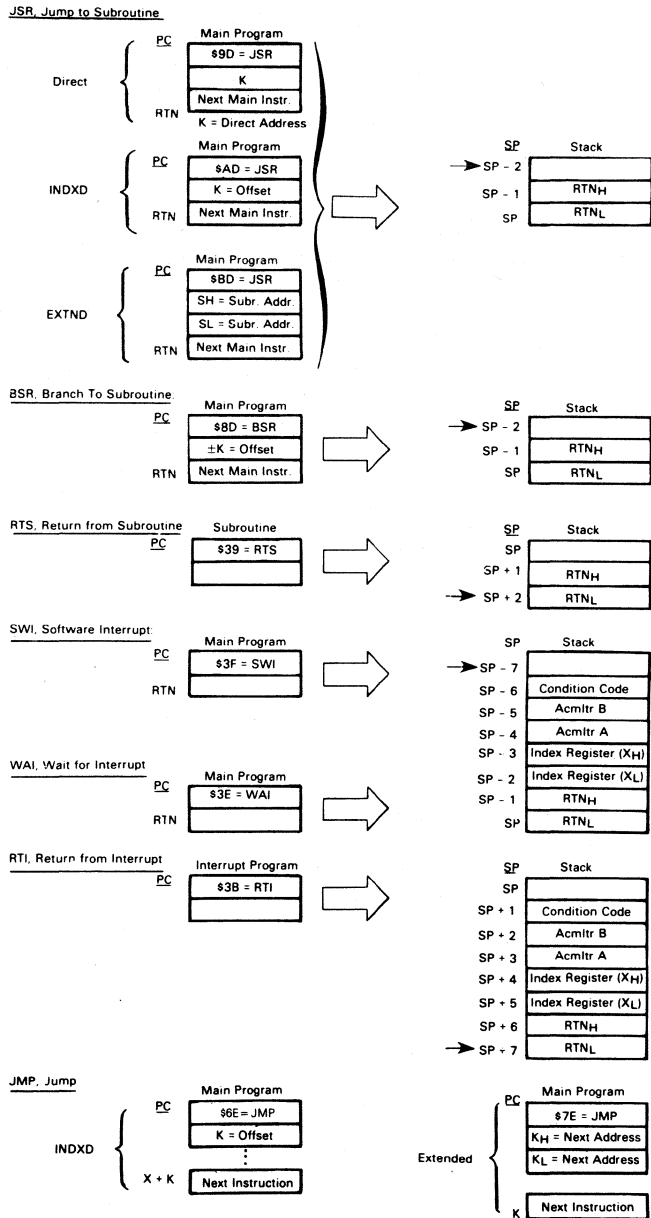 JSR, Jump to Subroutine
PC Main Program
$9D = JSR
Direct K
Next Main Instr.
RTN
K = Direct Address
PC Main Program
$AD = JSR
INDXD K = Offset
RTN Next Main Instr.
PC Main Program
$BD = JSR
SH = Subr. Addr.
EXTND
SL = Subr. Addr.
RTN Next Main Instr.
SP Stack
SP - 2
SP - 1 RTNH
SP RTNL
BSR, Branch To Subroutine:
PC Main Program
$8D = BSR
±K = Offset
RTN Next Main Instr.
SP Stack
SP - 2
SP - 1 RTNH
SP RTNL
RTS, Return from Subroutine
PC Subroutine
$39 = RTS
SP Stack
SP
SP + 1 RTNH
SP + 2 RTNL
SWI, Software Interrupt:
PC Main Program
$3F = SWI
RTN
WAI, Wait for Interrupt
PC Main Program
$3E = WAI
RTN
SP Stack
SP - 7
SP - 6 Condition Code
SP - 5 Acmltr B
SP - 4 Acmltr A
SP - 3 Index Register (XH)
SP - 2 Index Register (XL)
SP - 1 RTNH
SP RTNL
RTI, Return from Interrupt
PC Interrupt Program
$3B = RTI
SP Stack
SP
SP + 1 Condition Code
SP + 2 Acmltr B
SP + 3 Acmltr A
SP + 4 Index Register (XH)
SP + 5 Index Register (XL)
SP + 6 RTNH
SP + 7 RTNL
JMP, Jump
PC Main Program
$6E = JMP
K = Offset
INDXD
X + K Next Instruction
PC Main Program
$7E = JMP
KH = Next Address
Extended KL = Next Address
K Next Instruction